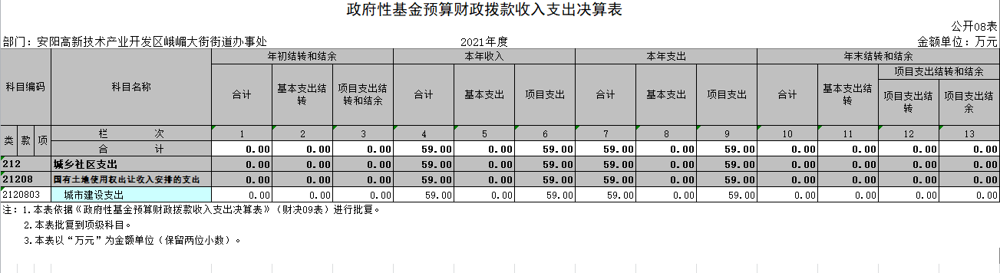 政府性基金预算财政拨款收入支出决算表
公开08表
部门：安阳高新技术产业开发区峨嵋大街街道办事处 2021年度 金额单位：万元
科目编码 科目名称 年初结转和结余 本年收入 本年支出 年末结转和结余
合计 基本支出结转 项目支出结转和结余 合计 基本支出 项目支出 合计 基本支出 项目支出 合计 基本支出结转 项目支出结转和结余
项目支出结转 项目支出结余
类 款 项 栏 次 1 2 3 4 5 6 7 8 9 10 11 12 13
合 计 0.00 0.00 0.00 59.00 0.00 59.00 59.00 0.00 59.00 0.00 0.00 0.00 0.00
212 城乡社区支出 0.00 0.00 0.00 59.00 0.00 59.00 59.00 0.00 59.00 0.00 0.00 0.00 0.00
21208 国有土地使用权出让收入安排的支出 0.00 0.00 0.00 59.00 0.00 59.00 59.00 0.00 59.00 0.00 0.00 0.00 0.00
2120803 城市建设支出 0.00 0.00 0.00 59.00 0.00 59.00 59.00 0.00 59.00 0.00 0.00 0.00 0.00
注：1.本表依据《政府性基金预算财政拨款收入支出决算表》（财决09表）进行批复。
2.本表批复到项级科目。
3.本表以“万元”为金额单位（保留两位小数）。